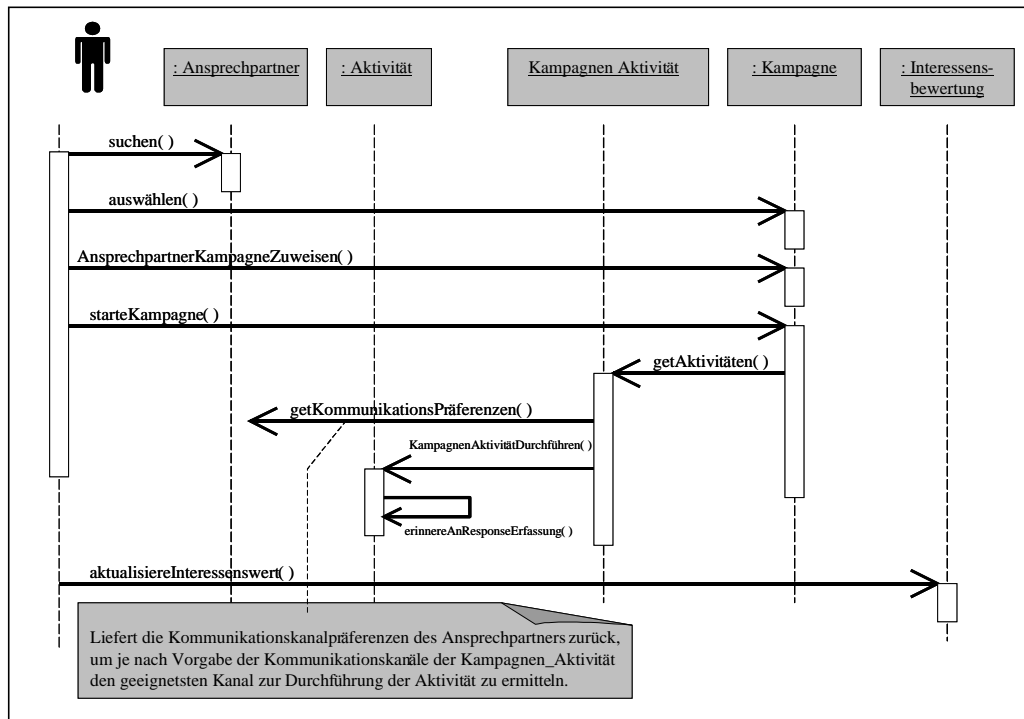 : Ansprechpartner
: Aktivität
Kampagnen Aktivität
: Kampagne
: Interessens-
bewertung
suchen( )
auswählen( )
AnsprechpartnerKampagneZuweisen( )
starteKampagne( )
getAktivitäten( )
getKommunikationsPräferenzen( )
KampagnenAktivitätDurchführen( )
erinnereAnResponseErfassung( )
aktualisiereInteressenswert( )
Liefert die Kommunikationskanalpräferenzen des Ansprechpartners zurück,
um je nach Vorgabe der Kommunikationskanäle der Kampagnen_Aktivität
den geeignetsten Kanal zur Durchführung der Aktivität zu ermitteln.